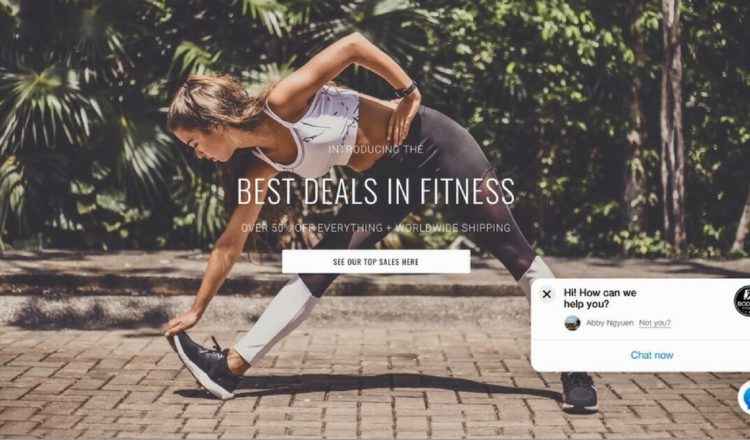 INTRODUCING THE
BEST DEALS IN FITNESS
OVER 50% OFF EVERYTHING + WORLDWIDE SHIPPING
SEE OUR TOP SALES HERE
Hi! How can we
help you?
Abby Ngyuen Not you?
Chat now